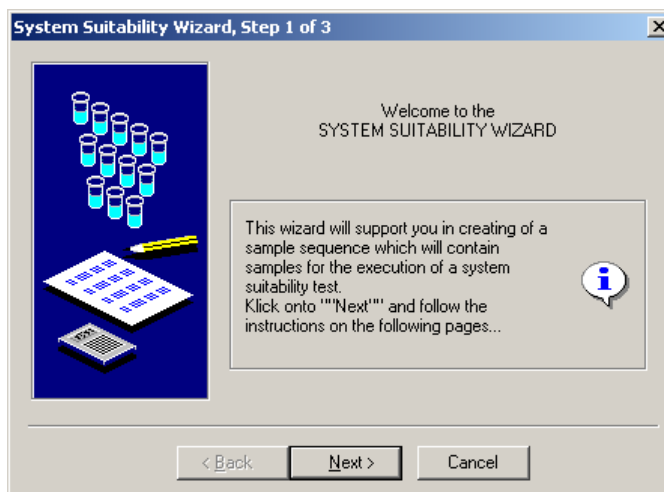 System Suitability Wizard, Step 1 of 3
Welcome to the
SYSTEM SUITABILITY WIZARD
This wizard will support you in creating of a
sample sequence which will contain
samples for the execution of a system
suitability test.
Klick onto ""Next"" and follow the
instructions on the following pages...
< Back
Next >
Cancel